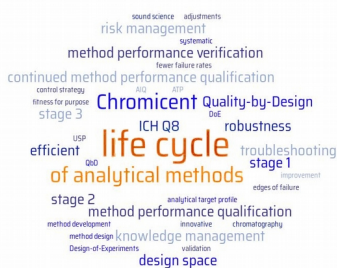 sound science adjustments
risk management
systematic
method performance verification
fewer failure rates
continued method performance qualification
control strategy AIQ ATP
fitness for purpose Chromicent Quality-by-Design
stage 3 DoE
ICH Q8 robustness
USP
efficient life cycle troubleshooting
QbD stage 1
of analytical methods improvement
edges of failure
stage 2 analytical target profile
method performance qualification
method development innovative chromatography
method design knowledge management
Design-of-Experiments validation
design space